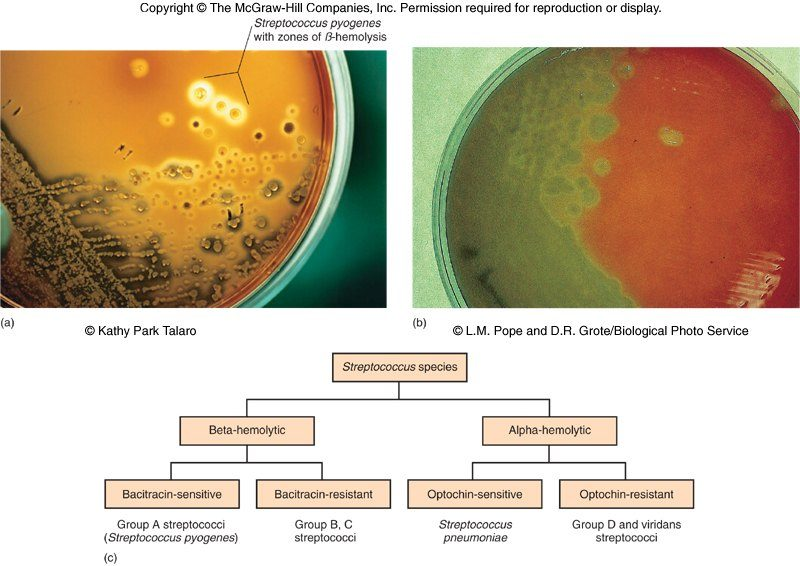 Copyright © The McGraw-Hill Companies, Inc. Permission required for reproduction or display.
Streptococcus pyogenes
with zones of ß-hemolysis
(a)
© Kathy Park Talaro
(b)
© L.M. Pope and D.R. Grote/Biological Photo Service
Streptococcus species
Beta-hemolytic
Alpha-hemolytic
Bacitracin-sensitive
Bacitracin-resistant
Optochin-sensitive
Optochin-resistant
Group A streptococci
(Streptococcus pyogenes)
Group B, C
streptococci
Streptococcus
pneumoniae
Group D and viridans
streptococci
(c)